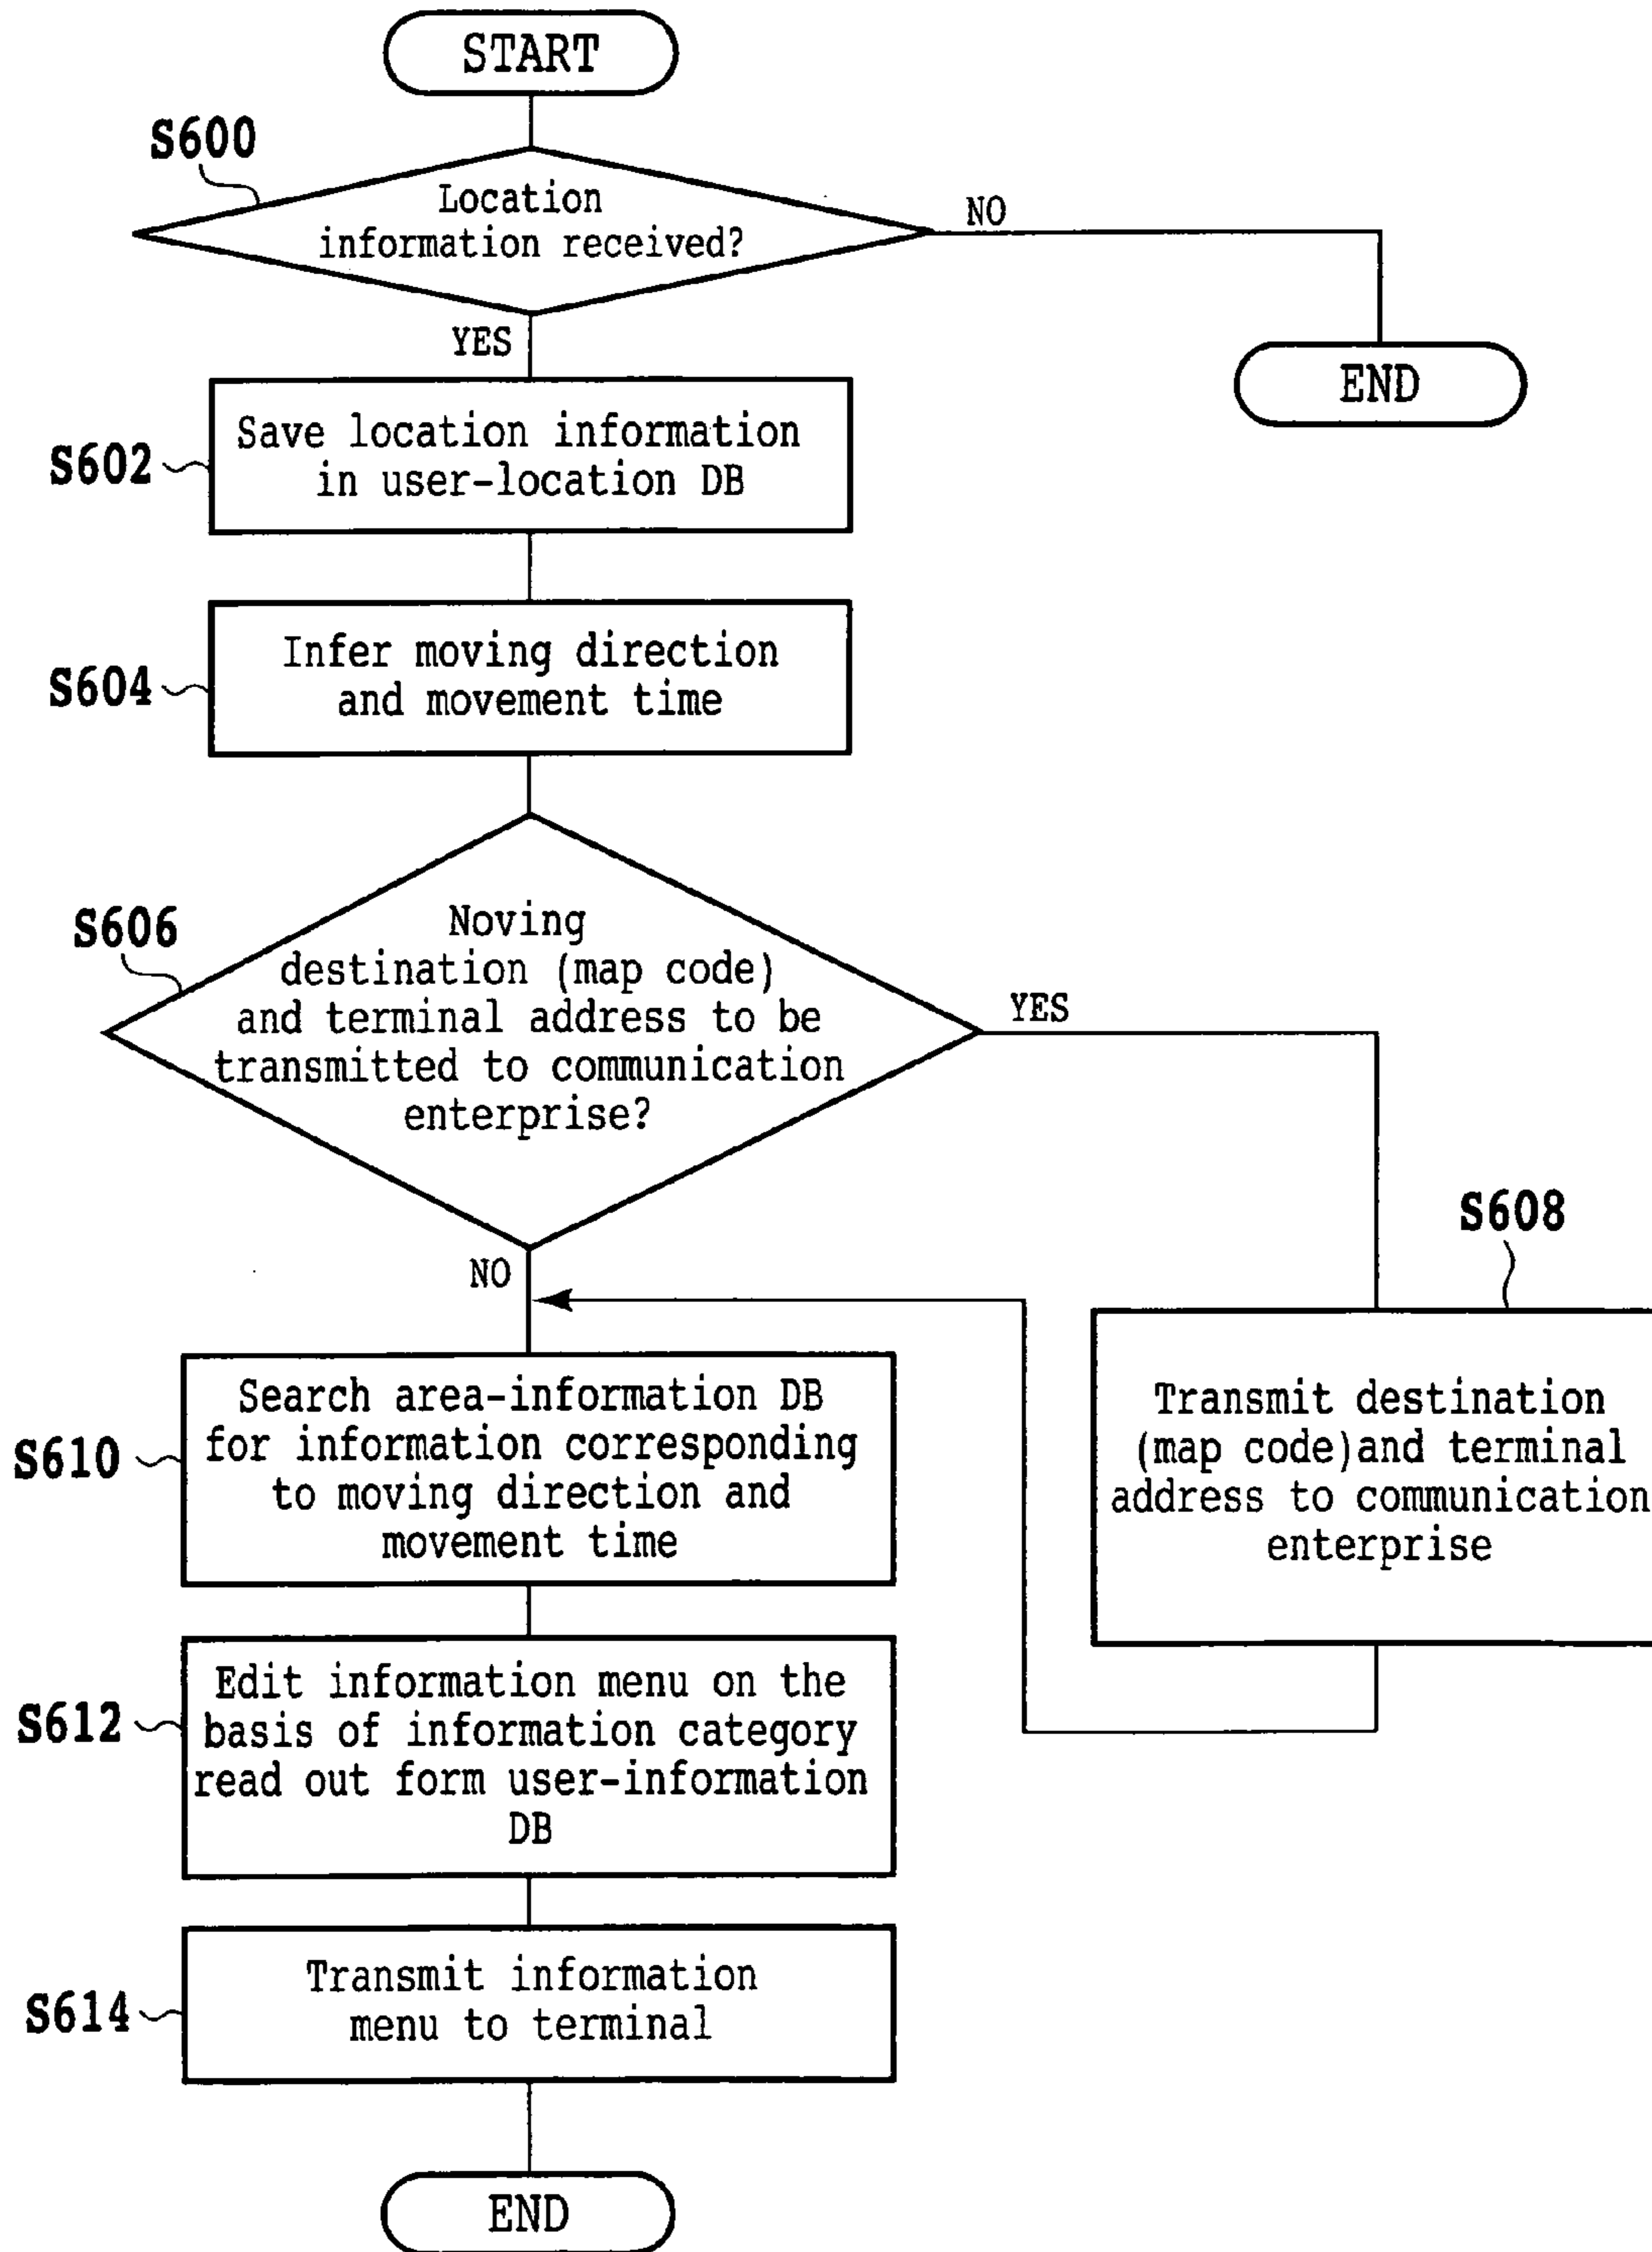 START
S600
Location
information received?
NO
YES
END
S602
Save location information
in user-location DB
S604
Infer moving direction
and movement time
S606
Noving
destination (map code)
and terminal address to be
transmitted to communication
enterprise?
YES
NO
S608
Transmit destination
(map code)and terminal
address to communication
enterprise
S610
Search area-information DB
for information corresponding
to moving direction and
movement time
S612
Edit information menu on the
basis of information category
read out form user-information
DB
S614
Transmit information
menu to terminal
END